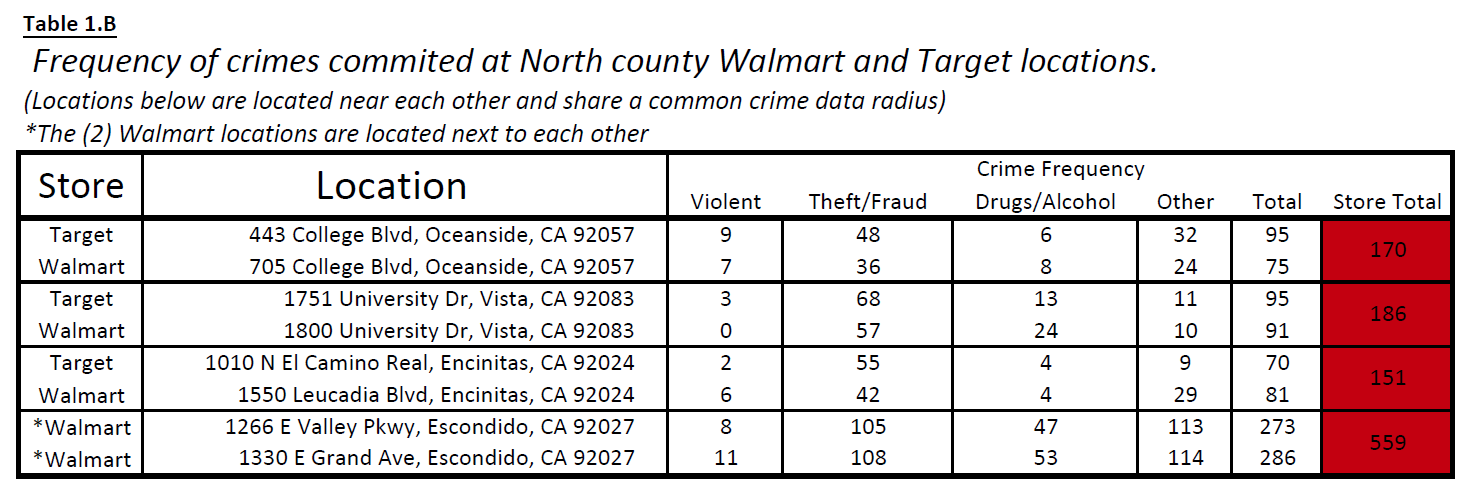 Table 1.B
Frequency of crimes commited at North county Walmart and Target locations.
(Locations below are located near each other and share a common crime data radius)
*The (2) Walmart locations are located next to each other
Store Location Crime Frequency
Violent Theft/Fraud Drugs/Alcohol Other Total Store Total
Target 443 College Blvd, Oceanside, CA 92057 9 48 6 32 95 170
Walmart 705 College Blvd, Oceanside, CA 92057 7 36 8 24 75
Target 1751 University Dr, Vista, CA 92083 3 68 13 11 95 186
Walmart 1800 University Dr, Vista, CA 92083 0 57 24 10 91
Target 1010 N El Camino Real, Encinitas, CA 92024 2 55 4 9 70 151
Walmart 1550 Leucadia Blvd, Encinitas, CA 92024 6 42 4 29 81
*Walmart 1266 E Valley Pkwy, Escondido, CA 92027 8 105 47 113 273 559
*Walmart 1330 E Grand Ave, Escondido, CA 92027 11 108 53 114 286